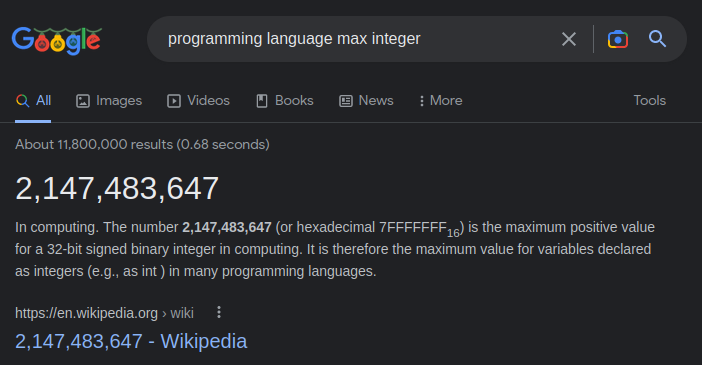 Google
programming language max integer
All Images Videos Books News More Tools
About 11,800,000 results (0.68 seconds)
2,147,483,647
In computing. The number 2,147,483,647 (or hexadecimal 7FFFFFFF16) is the maximum positive value
for a 32-bit signed binary integer in computing. It is therefore the maximum value for variables declared
as integers (e.g., as int ) in many programming languages.
https://en.wikipedia.org › wiki
2,147,483,647 - Wikipedia